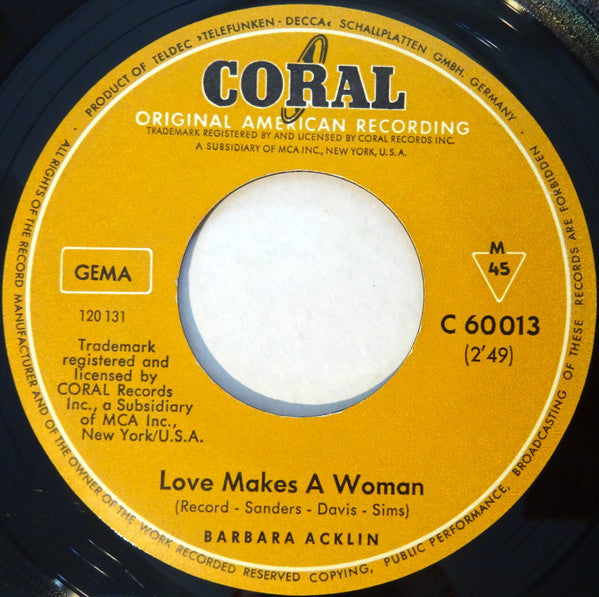 PRODUCT OF TELDEC »TELEFUNKEN - DECCA« SCHALLPLATTEN GMBH, GERMANY ·
CORAL
ORIGINAL AMERICAN RECORDING
TRADEMARK REGISTERED BY AND LICENSED BY CORAL RECORDS INC.
A SUBSIDIARY OF MCA INC., NEW YORK, U.S.A.
GEMA
M
45
120 131
C 60 013
(2'49)
Trademark
registered and
licensed by
CORAL Records
Inc., a Subsidiary
of MCA Inc.,
New York/U.S.A.
Love Makes A Woman
(Record - Sanders - Davis - Sims)
BARBARA ACKLIN
ALL RIGHTS OF THE RECORD MANUFACTURER AND OF THE OWNER OF THE WORK RECORDED RESERVED COPYING, PUBLIC PERFORMANCE, BROADCASTING OF THESE RECORDS ARE FORBIDDEN ·